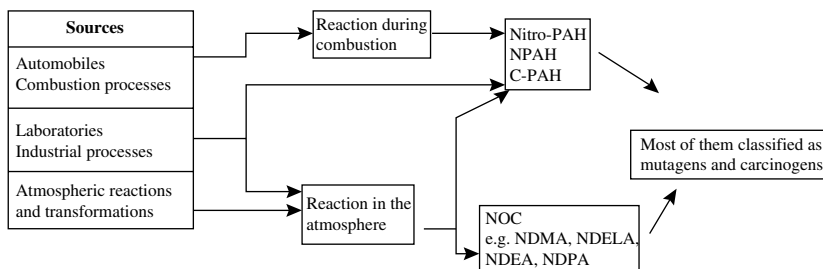 Sources
Automobiles
Combustion processes
Laboratories
Industrial processes
Atmospheric reactions
and transformations
Reaction during
combustion
Reaction in the
atmosphere
Nitro-PAH
NPAH
C-PAH
NOC
e.g. NDMA, NDELA,
NDEA, NDPA
Most of them classified as
mutagens and carcinogens